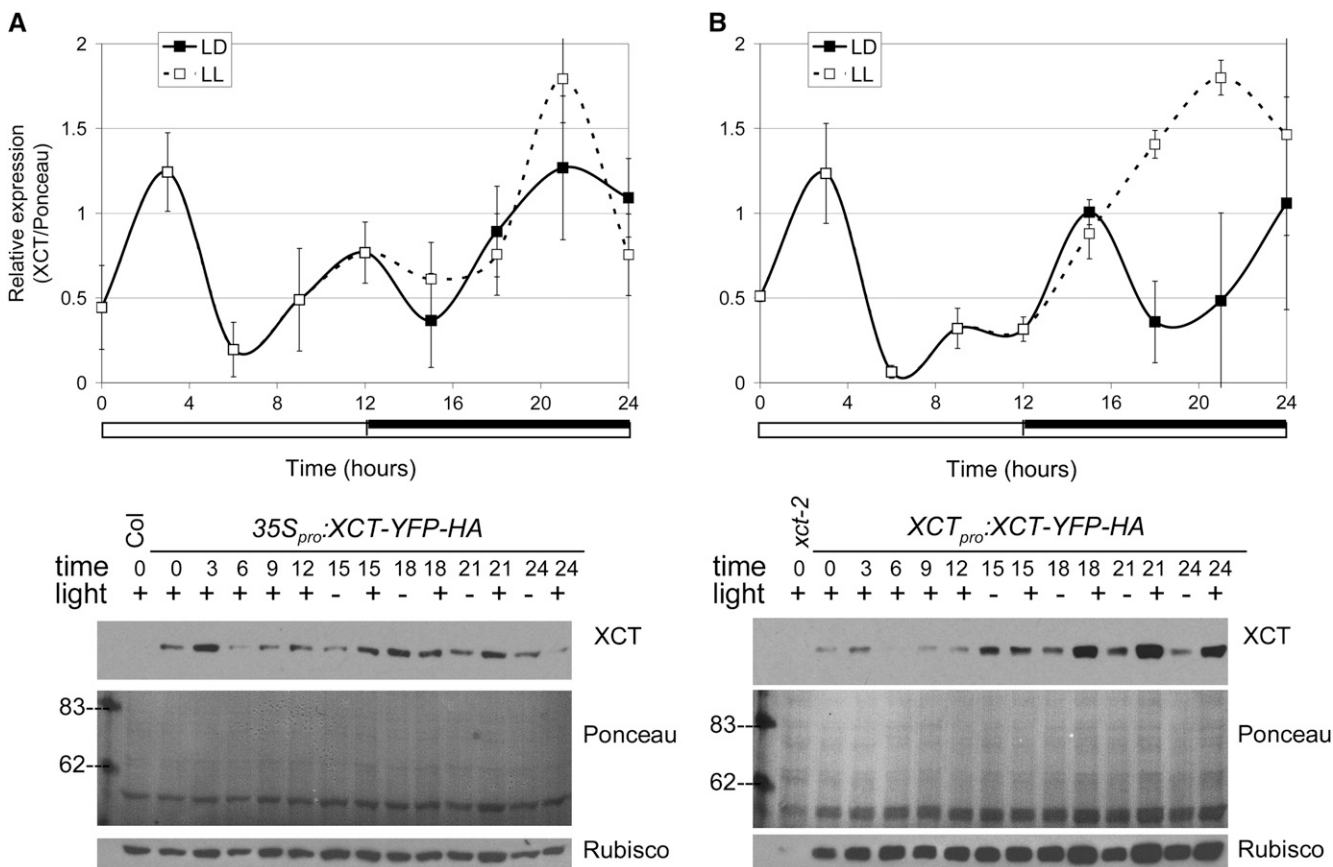 A
LD
LL
Relative expression
(XCT/Ponceau)
2
1.5
1
0.5
0
0 4 8 12 16 20 24
Time (hours)
Col
35Spro:XCT-YFP-HA
time 0 0 3 6 9 12 15 15 18 18 21 21 24 24
light + + + + + + - + - + - + - +
XCT
83--
Ponceau
62--
Rubisco
B
LD
LL
2
1.5
1
0.5
0
0 4 8 12 16 20 24
Time (hours)
xct-2
XCTpro:XCT-YFP-HA
time 0 0 3 6 9 12 15 15 18 18 21 21 24 24
light + + + + + + - + - + - + - +
XCT
83--
Ponceau
62--
Rubisco